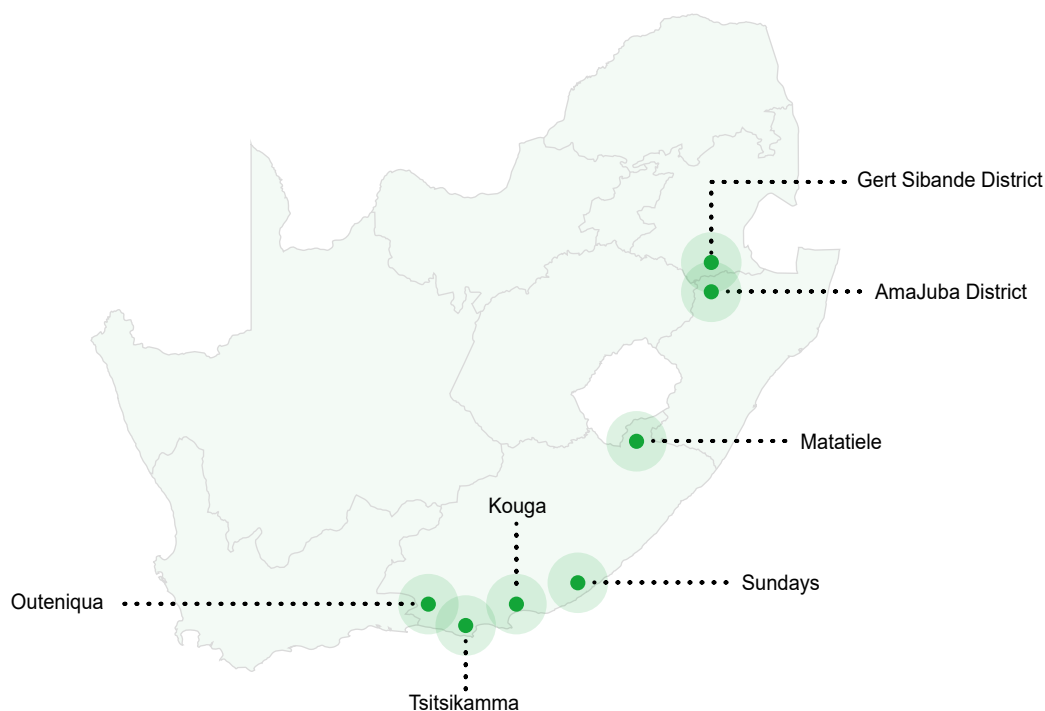 Gert Sibande District
AmaJuba District
Matatiele
Kouga
Sundays
Outeniqua
Tsitsikamma